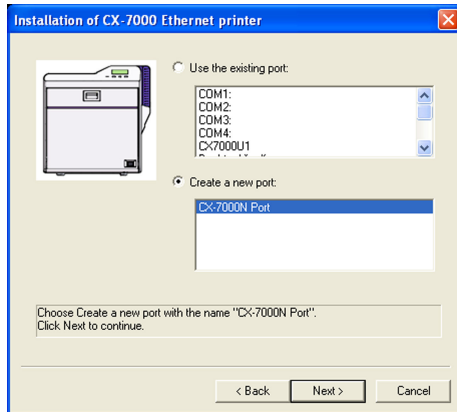 Installation of CX-7000 Ethernet printer
Use the existing port:
COM1:
COM2:
COM3:
COM4:
CX7000U1
Create a new port:
CX-7000N Port
Choose Create a new port with the name "CX-7000N Port".
Click Next to continue.
< Back
Next >
Cancel